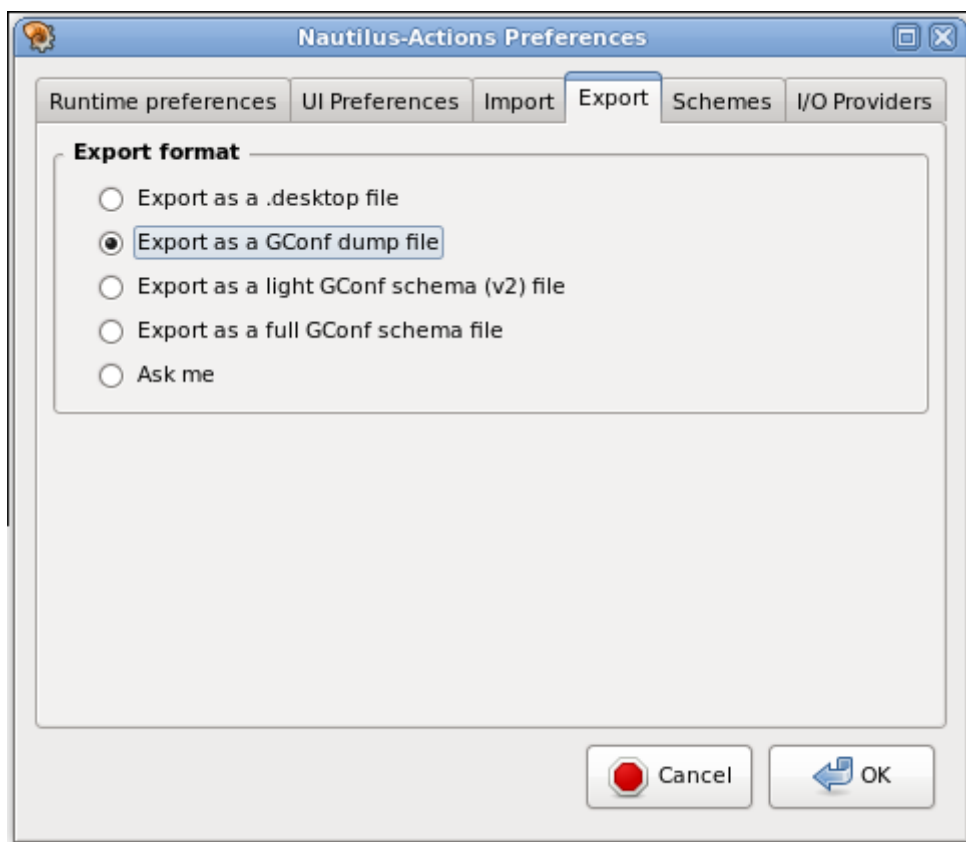 Nautilus-Actions Preferences
Runtime preferences UI Preferences Import Export Schemes I/O Providers
Export format
Export as a .desktop file
Export as a GConf dump file
Export as a light GConf schema (v2) file
Export as a full GConf schema file
Ask me
Cancel OK